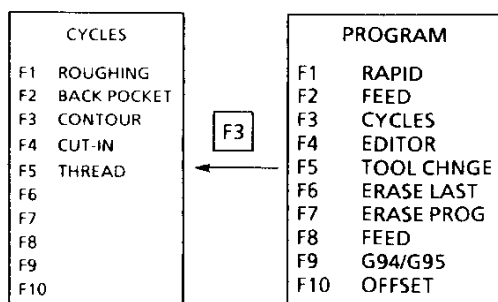 CYCLES
F1 ROUGHING
F2 BACK POCKET
F3 CONTOUR
F4 CUT-IN
F5 THREAD
F6
F7
F8
F9
F10
F3
PROGRAM
F1 RAPID
F2 FEED
F3 CYCLES
F4 EDITOR
F5 TOOL CHNGE
F6 ERASE LAST
F7 ERASE PROG
F8 FEED
F9 G94/G95
F10 OFFSET